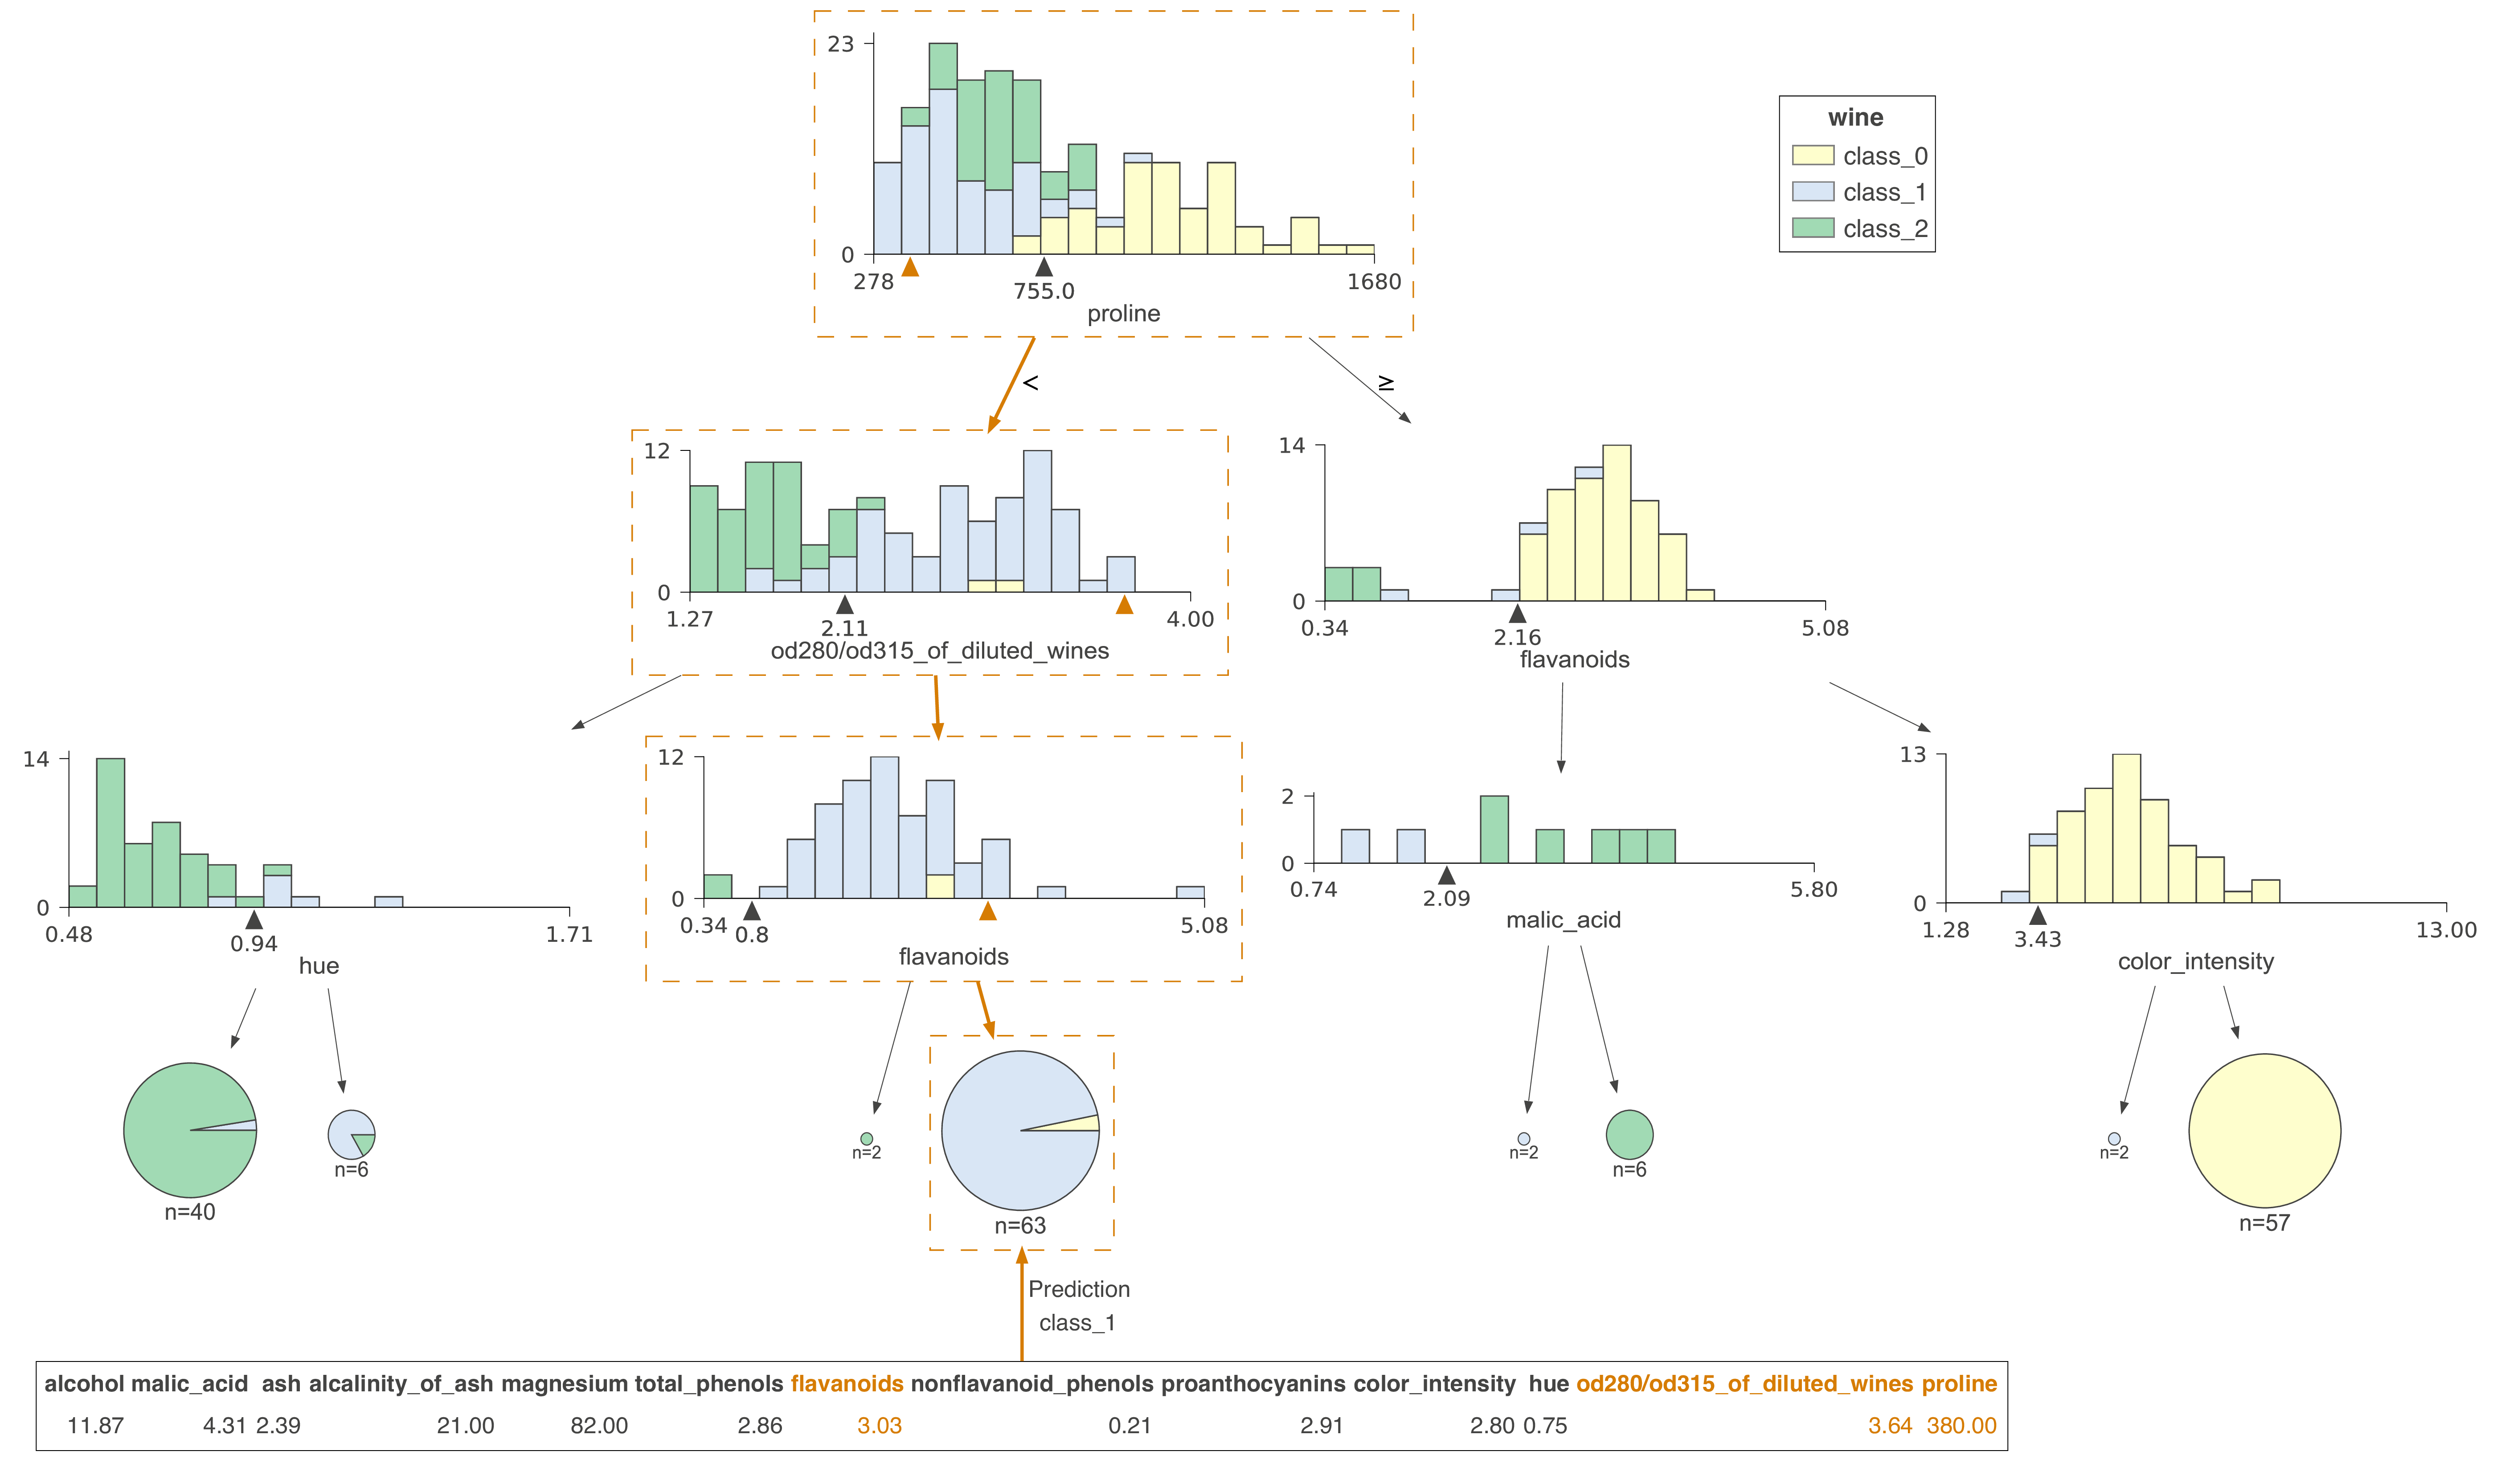 23
0
278
755.0
1680
proline
wine
class_0
class_1
class_2
<
≥
12
0
1.27
2.11
4.00
od280/od315_of_diluted_wines
14
0
0.34
2.16
5.08
flavanoids
14
0
0.48
0.94
1.71
hue
12
0
0.34
0.8
5.08
flavanoids
2
0
0.74
2.09
5.80
malic_acid
13
0
1.28
3.43
13.00
color_intensity
n=40
n=6
n=2
n=63
n=2
n=6
n=2
n=57
Prediction
class_1
alcohol malic_acid ash alcalinity_of_ash magnesium total_phenols flavanoids nonflavanoid_phenols proanthocyanins color_intensity hue od280/od315_of_diluted_wines proline
11.87 4.31 2.39 21.00 82.00 2.86 3.03 0.21 2.91 2.80 0.75 3.64 380.00